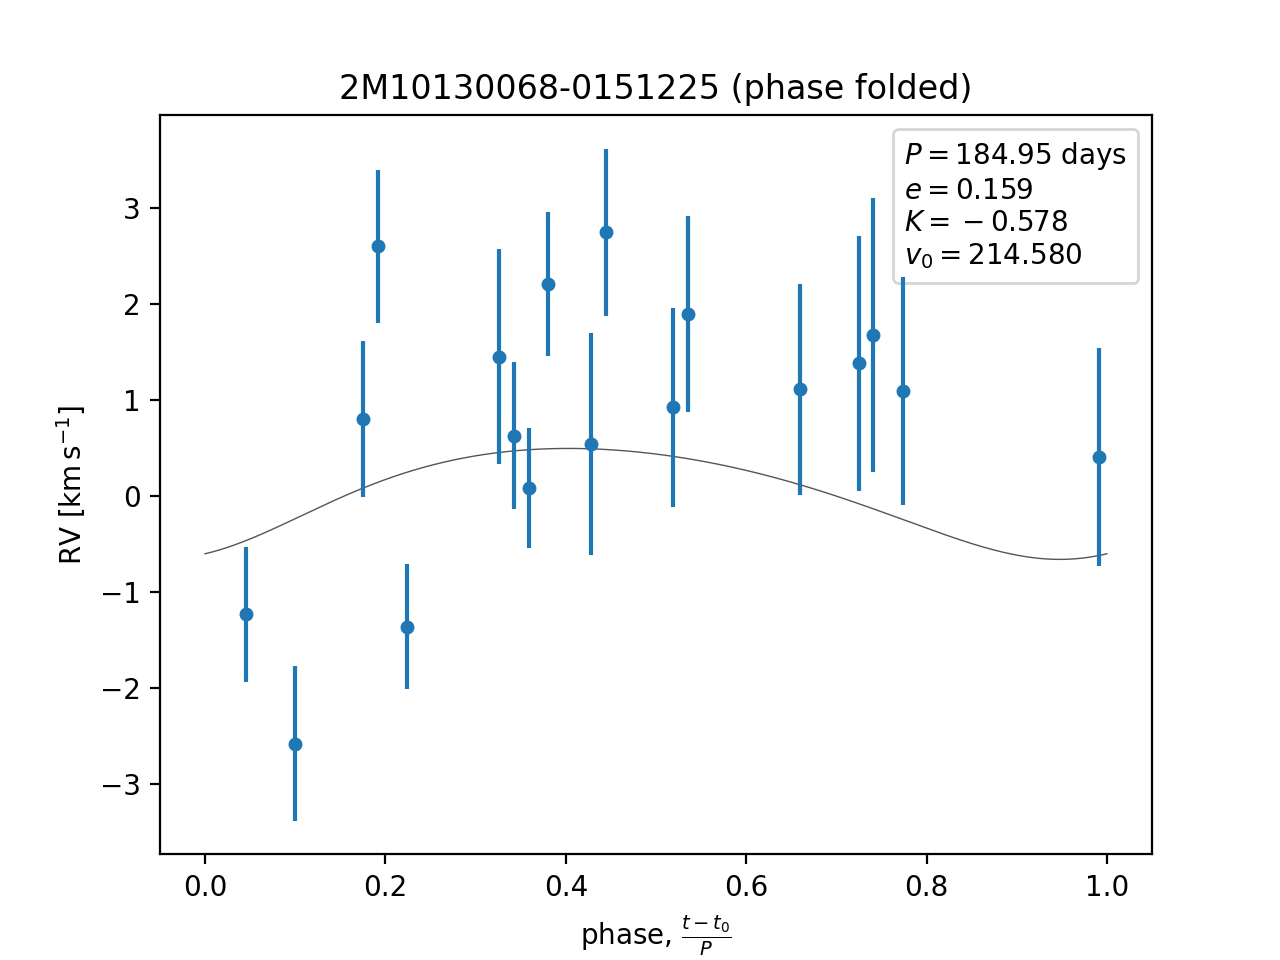 2M10130068-0151225 (phase folded)
P = 184.95 days
e = 0.159
K = −0.578
v₀ = 214.580
RV [km s⁻¹]
3
2
1
0
−1
−2
−3
0.0 0.2 0.4 0.6 0.8 1.0
phase, (t − t₀)/P